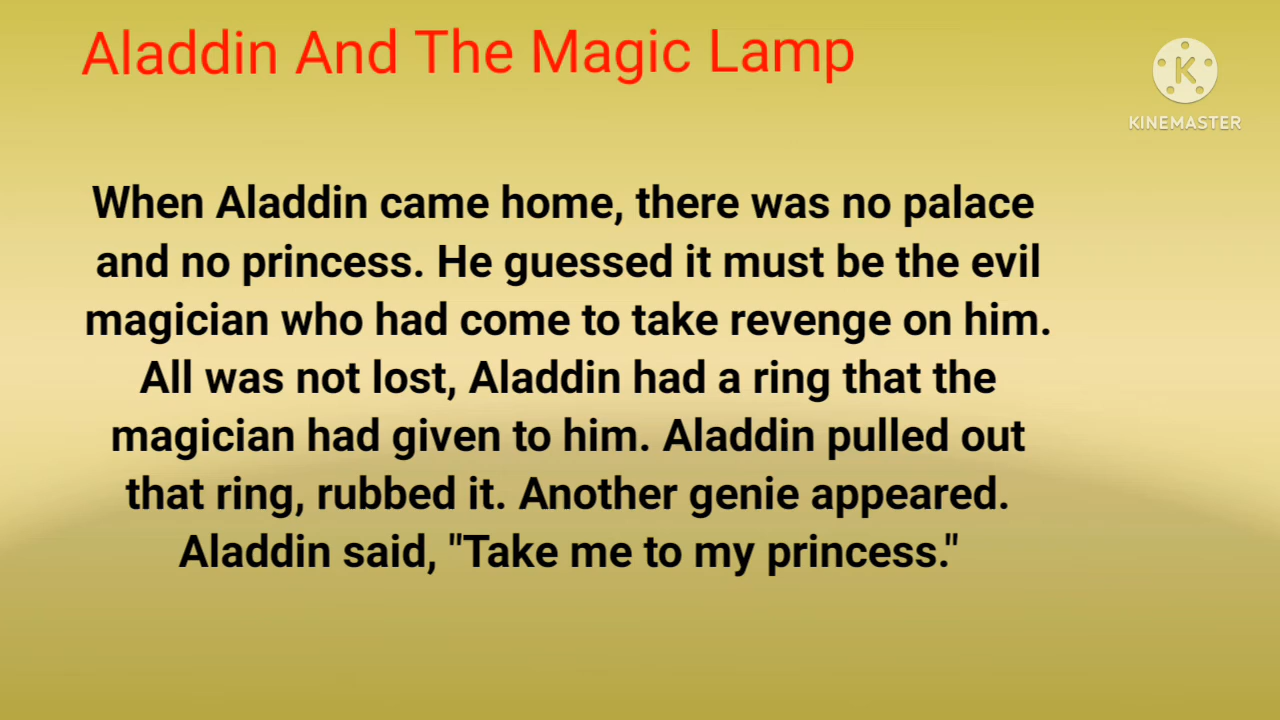 Aladdin And The Magic Lamp
K
KINEMASTER
When Aladdin came home, there was no palace
and no princess. He guessed it must be the evil
magician who had come to take revenge on him.
All was not lost, Aladdin had a ring that the
magician had given to him. Aladdin pulled out
that ring, rubbed it. Another genie appeared.
Aladdin said, "Take me to my princess."